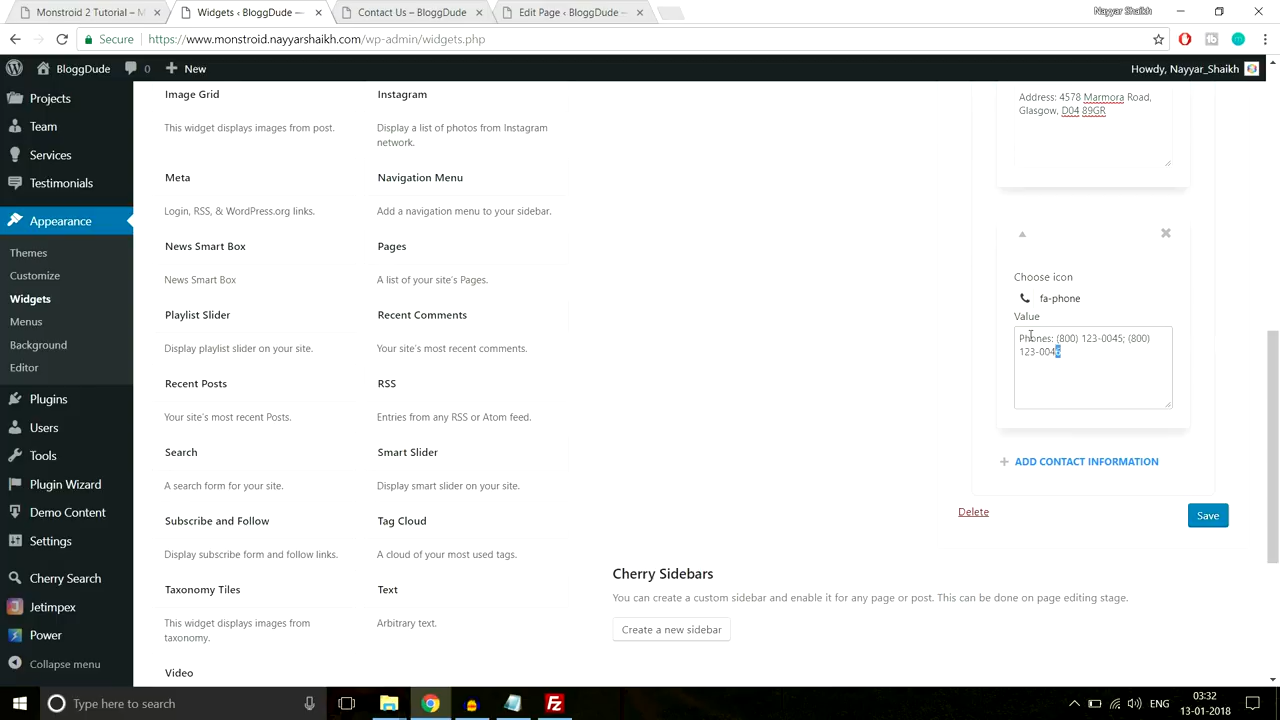 Monstroid 2 Tutorial – M
Widgets ‹ BloggDude —
Contact Us – BloggDude
Edit Page ‹ BloggDude —
Nayyar Shaikh
Secure
https://www.monstroid.nayyarshaikh.com/wp-admin/widgets.php
BloggDude
0
New
Howdy, Nayyar_Shaikh
Projects
Team
Services
Testimonials
Appearance
Themes
Customize
Widgets
Menus
Background
Editor
Plugins
Users
Tools
Plugin Wizard
Demo Content
Settings
Cherry Search
Jetimpex
Power
Collapse menu
Image Grid
This widget displays images from post.
Instagram
Display a list of photos from Instagram
network.
Meta
Login, RSS, & WordPress.org links.
Navigation Menu
Add a navigation menu to your sidebar.
News Smart Box
News Smart Box
Pages
A list of your site's Pages.
Playlist Slider
Display playlist slider on your site.
Recent Comments
Your site's most recent comments.
Recent Posts
Your site's most recent Posts.
RSS
Entries from any RSS or Atom feed.
Search
A search form for your site.
Smart Slider
Display smart slider on your site.
Subscribe and Follow
Display subscribe form and follow links.
Tag Cloud
A cloud of your most used tags.
Taxonomy Tiles
This widget displays images from
taxonomy.
Text
Arbitrary text.
Video
Address: 4578 Marmora Road,
Glasgow, D04 89GR
Choose icon
fa-phone
Value
Phones: (800) 123-0045; (800)
123-0046
ADD CONTACT INFORMATION
Delete
Save
Cherry Sidebars
You can create a custom sidebar and enable it for any page or post. This can be done on page editing stage.
Create a new sidebar
Type here to search
ENG
03:32
13-01-2018